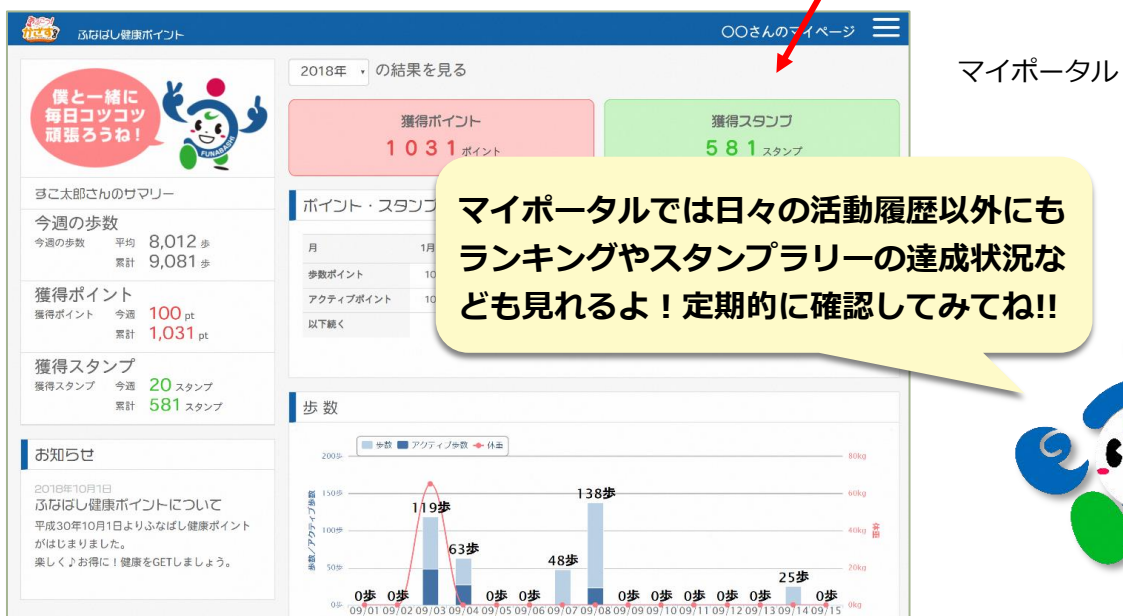 ふなばし健康ポイント
〇〇さんのマイページ
マイポータル
僕と一緒に
毎日コツコツ
頑張ろうね!
FUNABASHI
2018年 の結果を見る
獲得ポイント
1031 ポイント
獲得スタンプ
581 スタンプ
すこ太郎さんのサマリー
今週の歩数
今週の歩数 平均 8,012 歩
累計 9,081 歩
獲得ポイント
獲得ポイント 今週 100 pt
累計 1,031 pt
獲得スタンプ
獲得スタンプ 今週 20 スタンプ
累計 581 スタンプ
お知らせ
2018年10月1日
ふなばし健康ポイントについて
平成30年10月1日よりふなばし健康ポイント
がはじまりました。
楽しく♪お得に!健康をGETしましょう。
ポイント・スタンプ
月 1月
歩数ポイント 10
アクティブポイント 10
以下続く
マイポータルでは日々の活動履歴以外にも
ランキングやスタンプラリーの達成状況な
ども見れるよ!定期的に確認してみてね!!
歩数
歩数 アクティブ歩数 体重
200歩 80kg
150歩 60kg
100歩 40kg
50歩 20kg
0歩 0kg
歩数/アクティブ歩数
体重
0歩 0歩 119歩 63歩 0歩 0歩 48歩 138歩 0歩 0歩 0歩 0歩 0歩 25歩 0歩
09/01 09/02 09/03 09/04 09/05 09/06 09/07 09/08 09/09 09/10 09/11 09/12 09/13 09/14 09/15